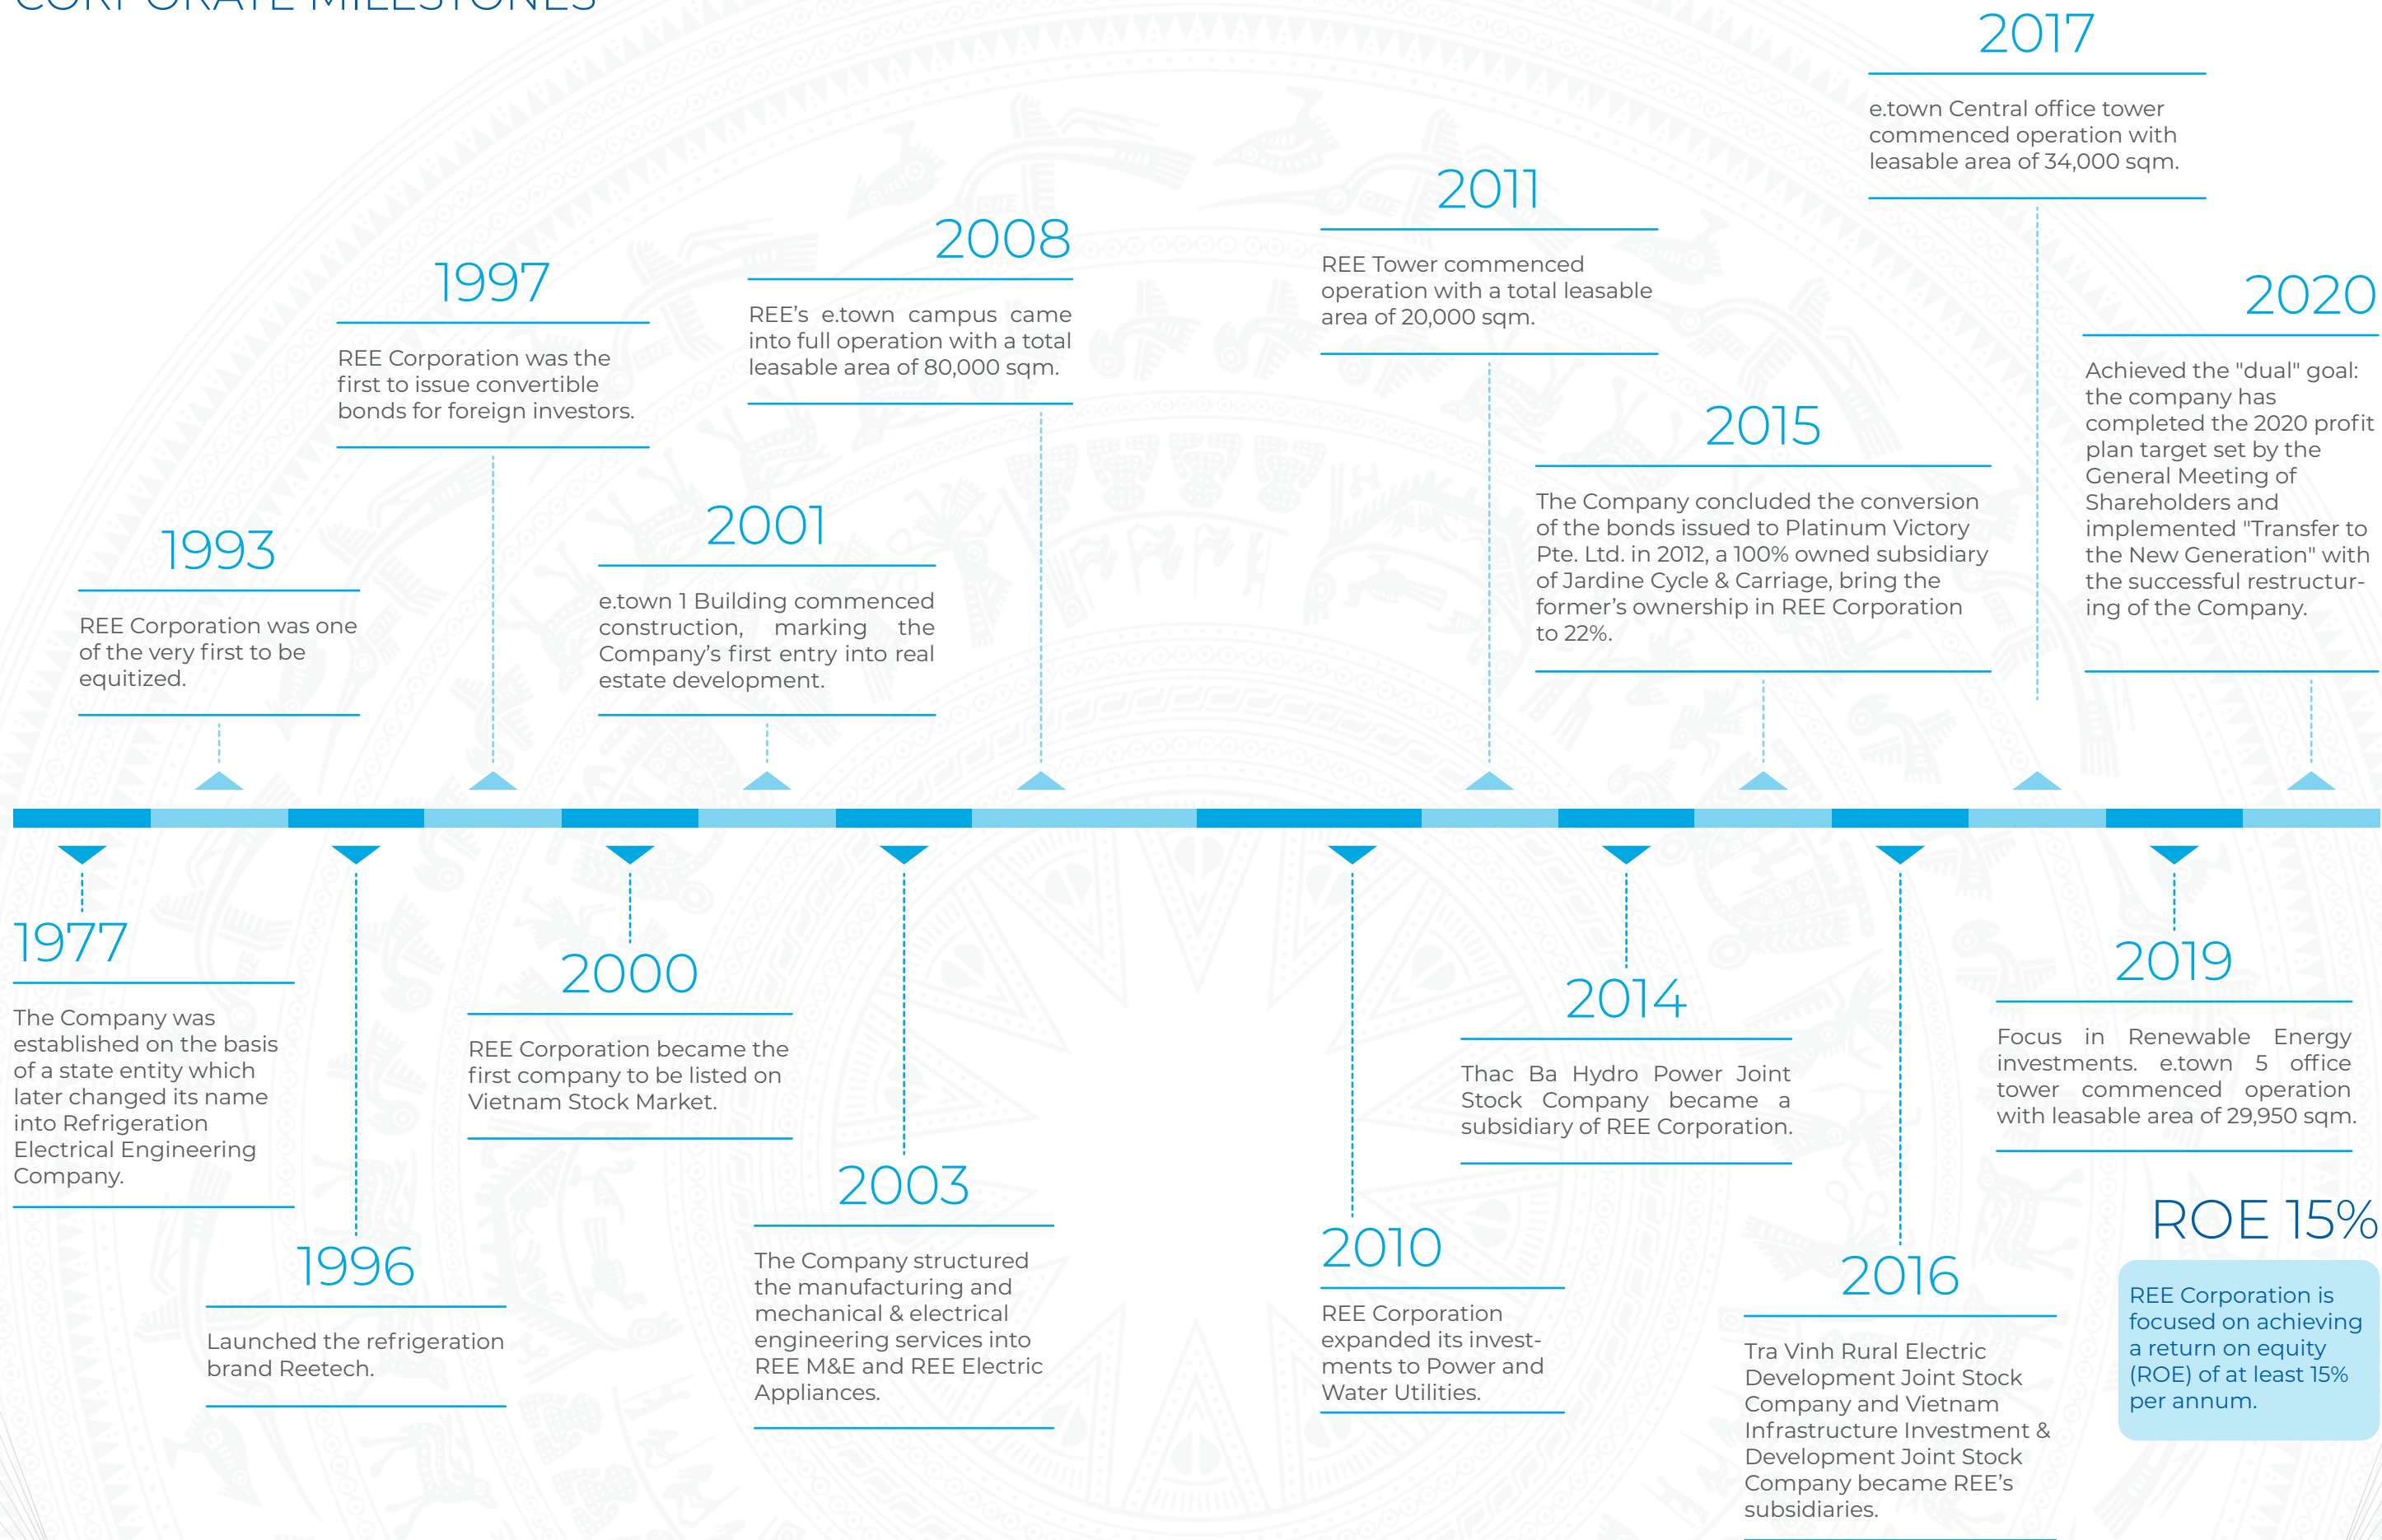 CORPORATE MILESTONES
2017
e.town Central office tower
commenced operation with
leasable area of 34,000 sqm.
2011
REE Tower commenced
operation with a total leasable
area of 20,000 sqm.
2008
REE's e.town campus came
into full operation with a total
leasable area of 80,000 sqm.
1997
REE Corporation was the
first to issue convertible
bonds for foreign investors.
2020
Achieved the "dual" goal:
the company has
completed the 2020 profit
plan target set by the
General Meeting of
Shareholders and
implemented "Transfer to
the New Generation" with
the successful restructur-
ing of the Company.
2015
The Company concluded the conversion
of the bonds issued to Platinum Victory
Pte. Ltd. in 2012, a 100% owned subsidiary
of Jardine Cycle & Carriage, bring the
former's ownership in REE Corporation
to 22%.
2001
e.town 1 Building commenced
construction, marking the
Company's first entry into real
estate development.
1993
REE Corporation was one
of the very first to be
equitized.
1977
The Company was
established on the basis
of a state entity which
later changed its name
into Refrigeration
Electrical Engineering
Company.
2000
REE Corporation became the
first company to be listed on
Vietnam Stock Market.
2014
Thac Ba Hydro Power Joint
Stock Company became a
subsidiary of REE Corporation.
2019
Focus in Renewable Energy
investments. e.town 5 office
tower commenced operation
with leasable area of 29,950 sqm.
1996
Launched the refrigeration
brand Reetech.
2003
The Company structured
the manufacturing and
mechanical & electrical
engineering services into
REE M&E and REE Electric
Appliances.
2010
REE Corporation
expanded its invest-
ments to Power and
Water Utilities.
2016
Tra Vinh Rural Electric
Development Joint Stock
Company and Vietnam
Infrastructure Investment &
Development Joint Stock
Company became REE's
subsidiaries.
ROE 15%
REE Corporation is
focused on achieving
a return on equity
(ROE) of at least 15%
per annum.